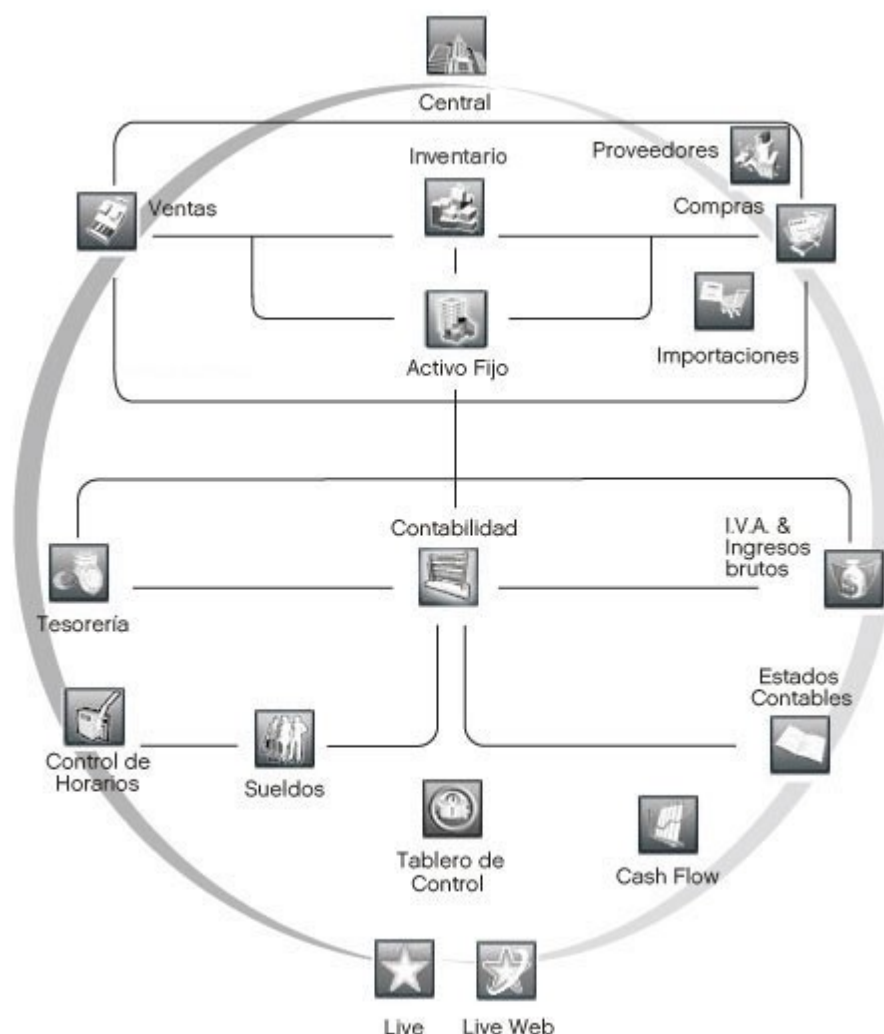 Central
Inventario
Proveedores
Ventas
Compras
Activo Fijo
Importaciones
Contabilidad
I.V.A. &
Ingresos
brutos
Tesorería
Estados
Contables
Control de
Horarios
Sueldos
Tablero de
Control
Cash Flow
Live
Live Web